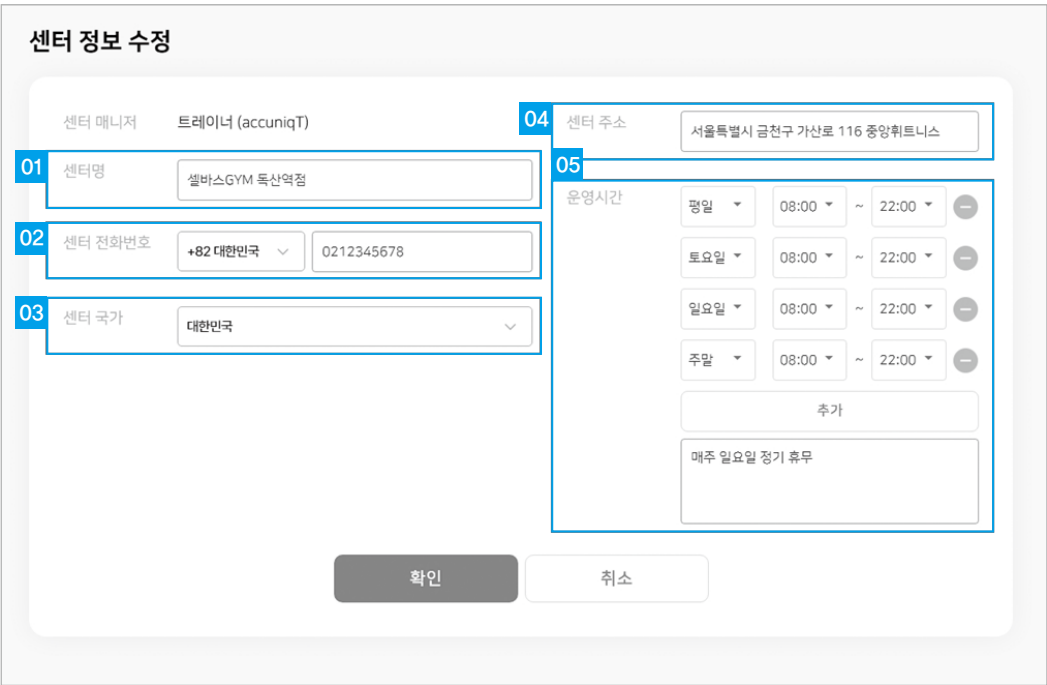 센터 정보 수정
센터 매니저 트레이너 (accuniqT)
01 센터명 셀바스GYM 독산역점
02 센터 전화번호 +82 대한민국 0212345678
03 센터 국가 대한민국
04 센터 주소 서울특별시 금천구 가산로 116 중앙휘트니스
05
운영시간 평일 08:00 ~ 22:00
토요일 08:00 ~ 22:00
일요일 08:00 ~ 22:00
주말 08:00 ~ 22:00
추가
매주 일요일 정기 휴무
확인 취소